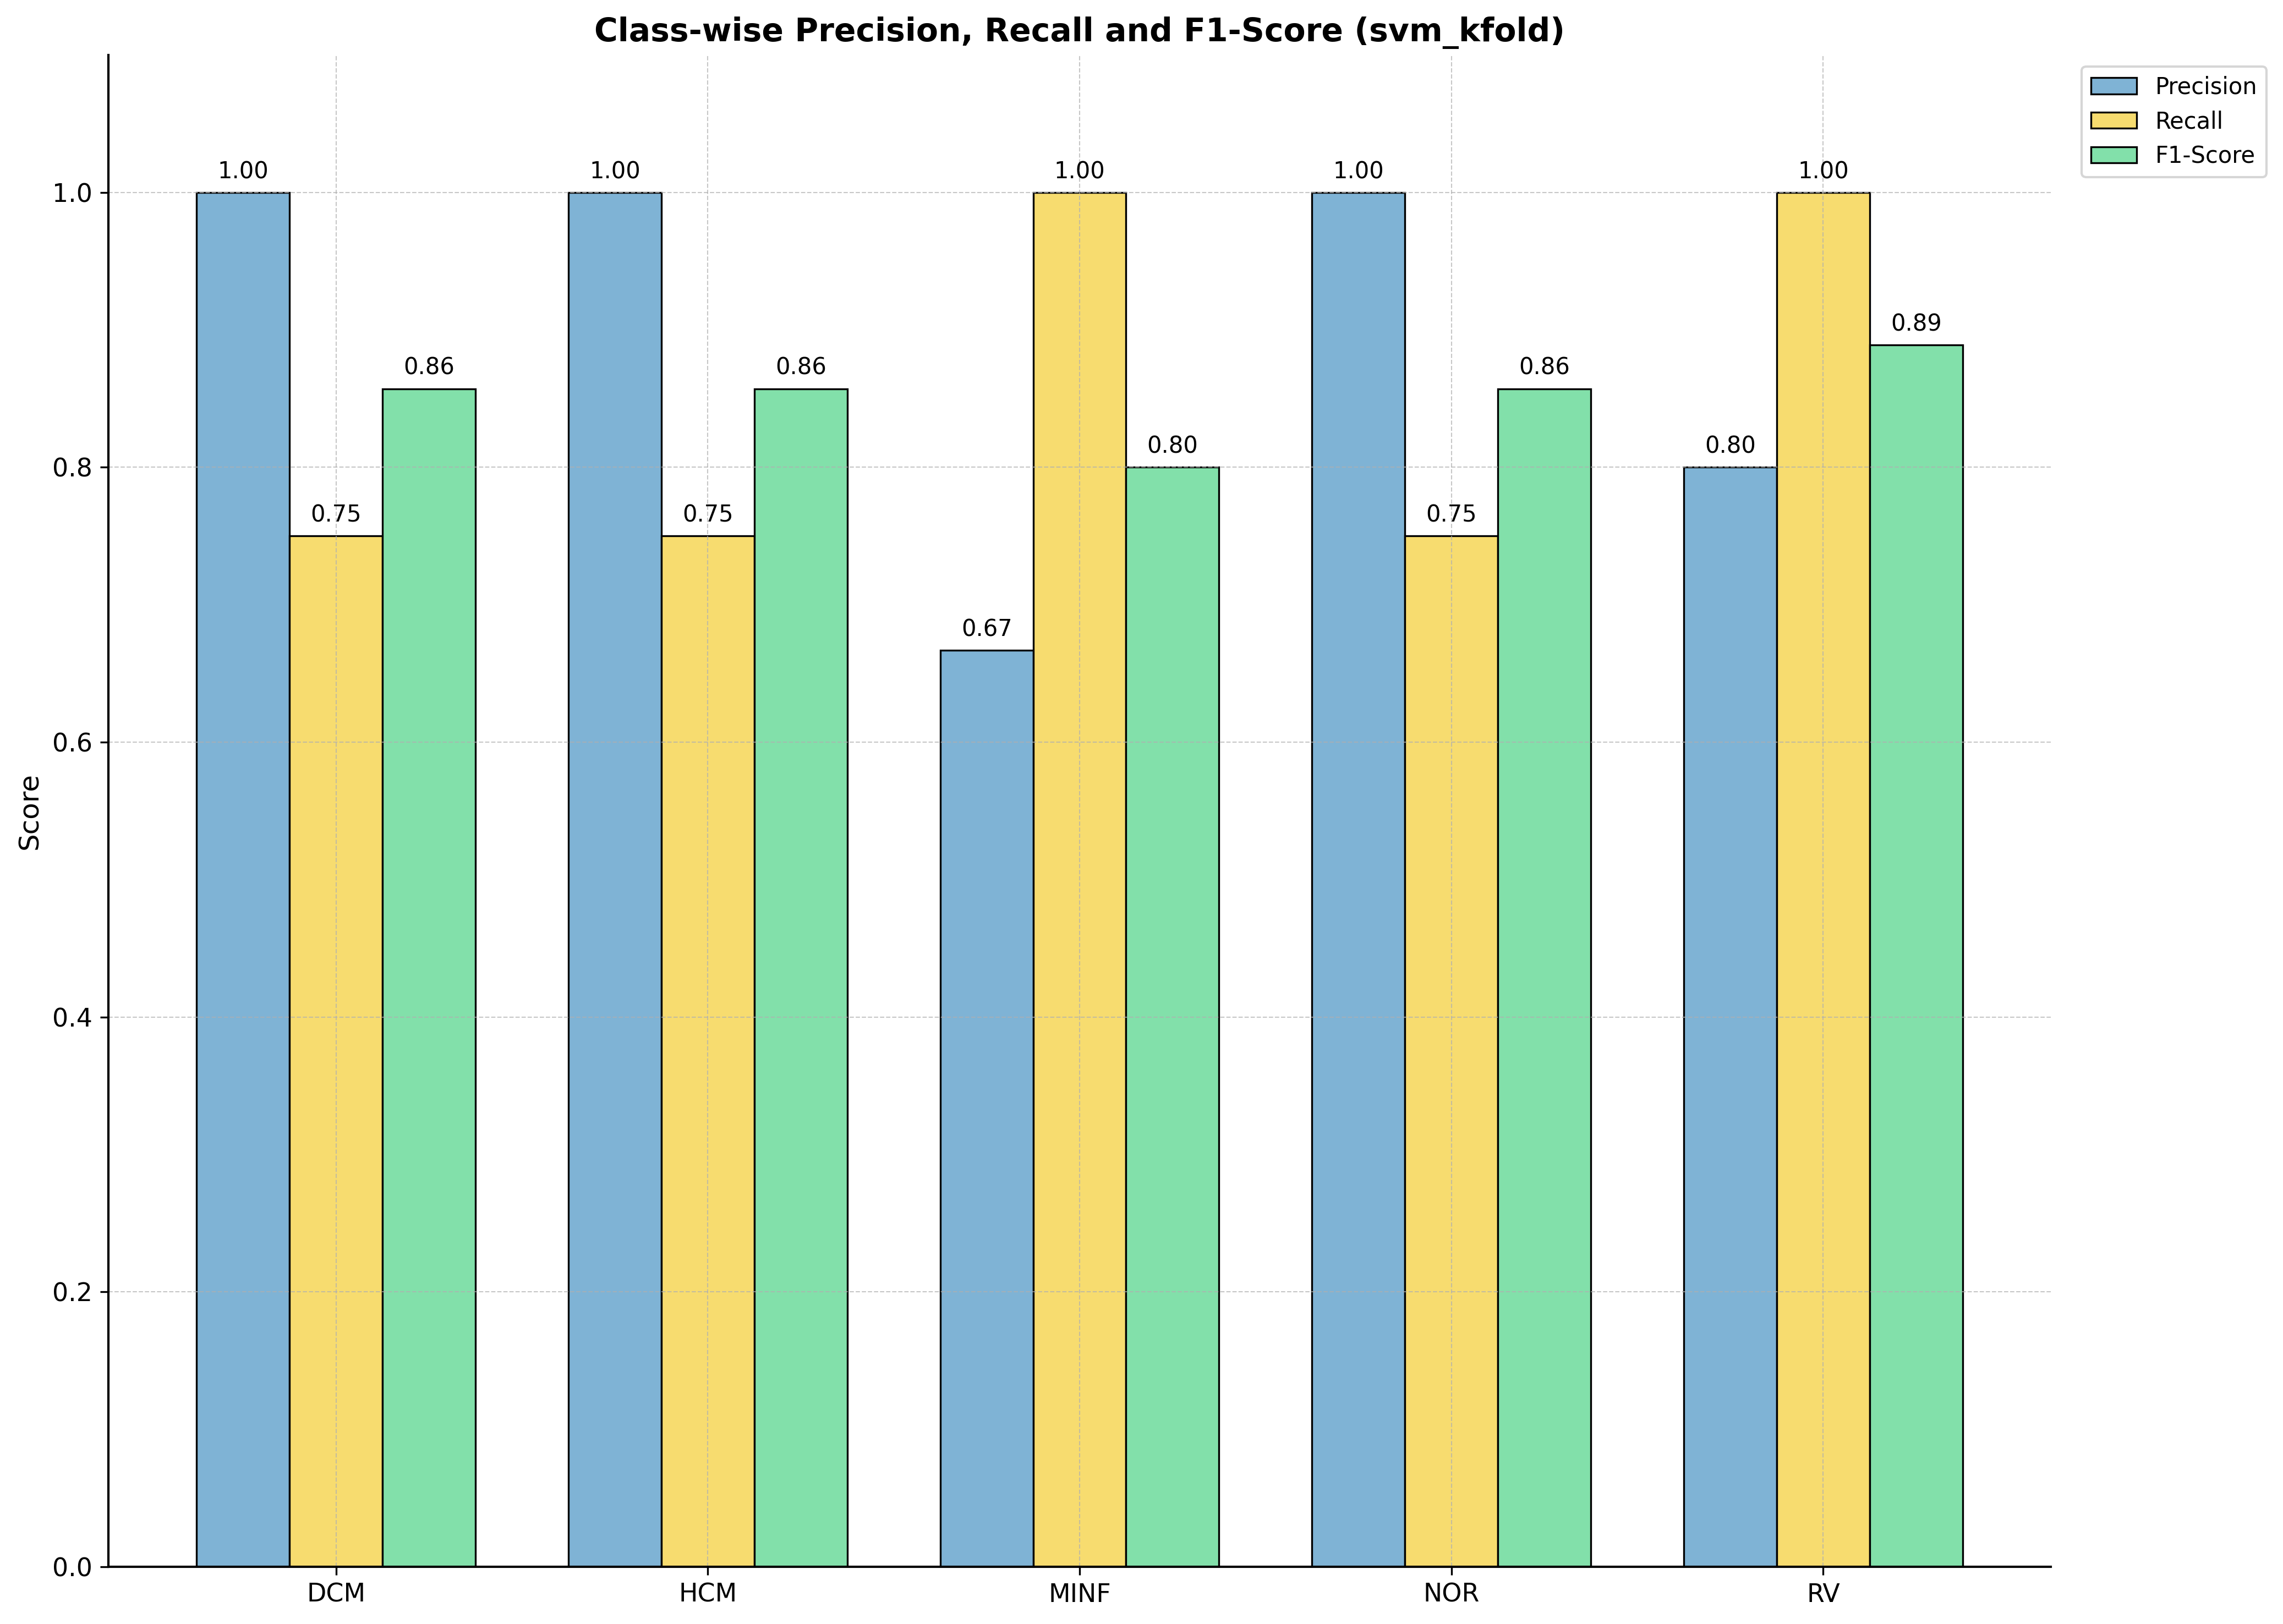 Class-wise Precision, Recall and F1-Score (svm_kfold)
Precision
Recall
F1-Score
1.00
1.00
1.00
1.00
1.00
1.0
0.89
0.86
0.86
0.86
0.80
0.80
0.8
0.75
0.75
0.75
0.67
0.6
Score
0.4
0.2
0.0
DCM
HCM
MINF
NOR
RV